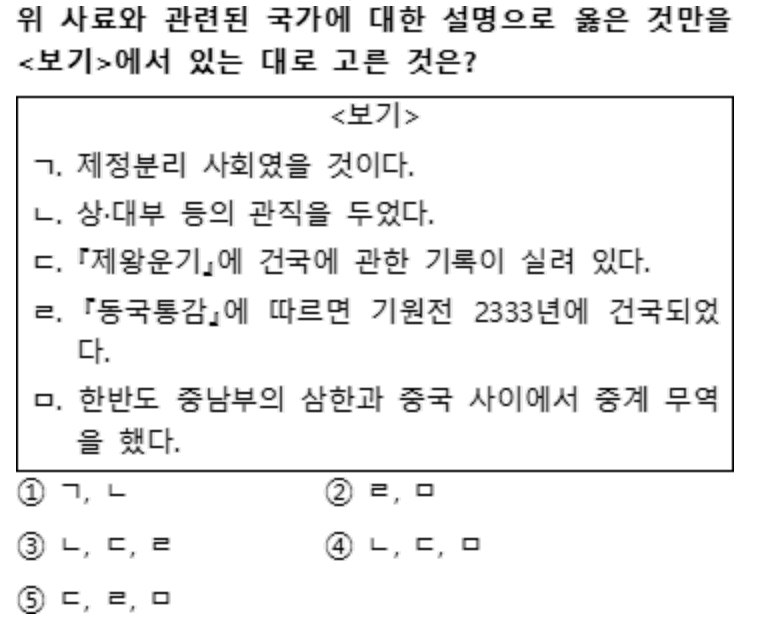 위 사료와 관련된 국가에 대한 설명으로 옳은 것만을
<보기>에서 있는 대로 고른 것은?
<보기>
ㄱ. 제정분리 사회였을 것이다.
ㄴ. 상·대부 등의 관직을 두었다.
ㄷ. 『제왕운기』에 건국에 관한 기록이 실려 있다.
ㄹ. 『동국통감』에 따르면 기원전 2333년에 건국되었
다.
ㅁ. 한반도 중남부의 삼한과 중국 사이에서 중계 무역
을 했다.
① ㄱ, ㄴ ② ㄹ, ㅁ
③ ㄴ, ㄷ, ㄹ ④ ㄴ, ㄷ, ㅁ
⑤ ㄷ, ㄹ, ㅁ